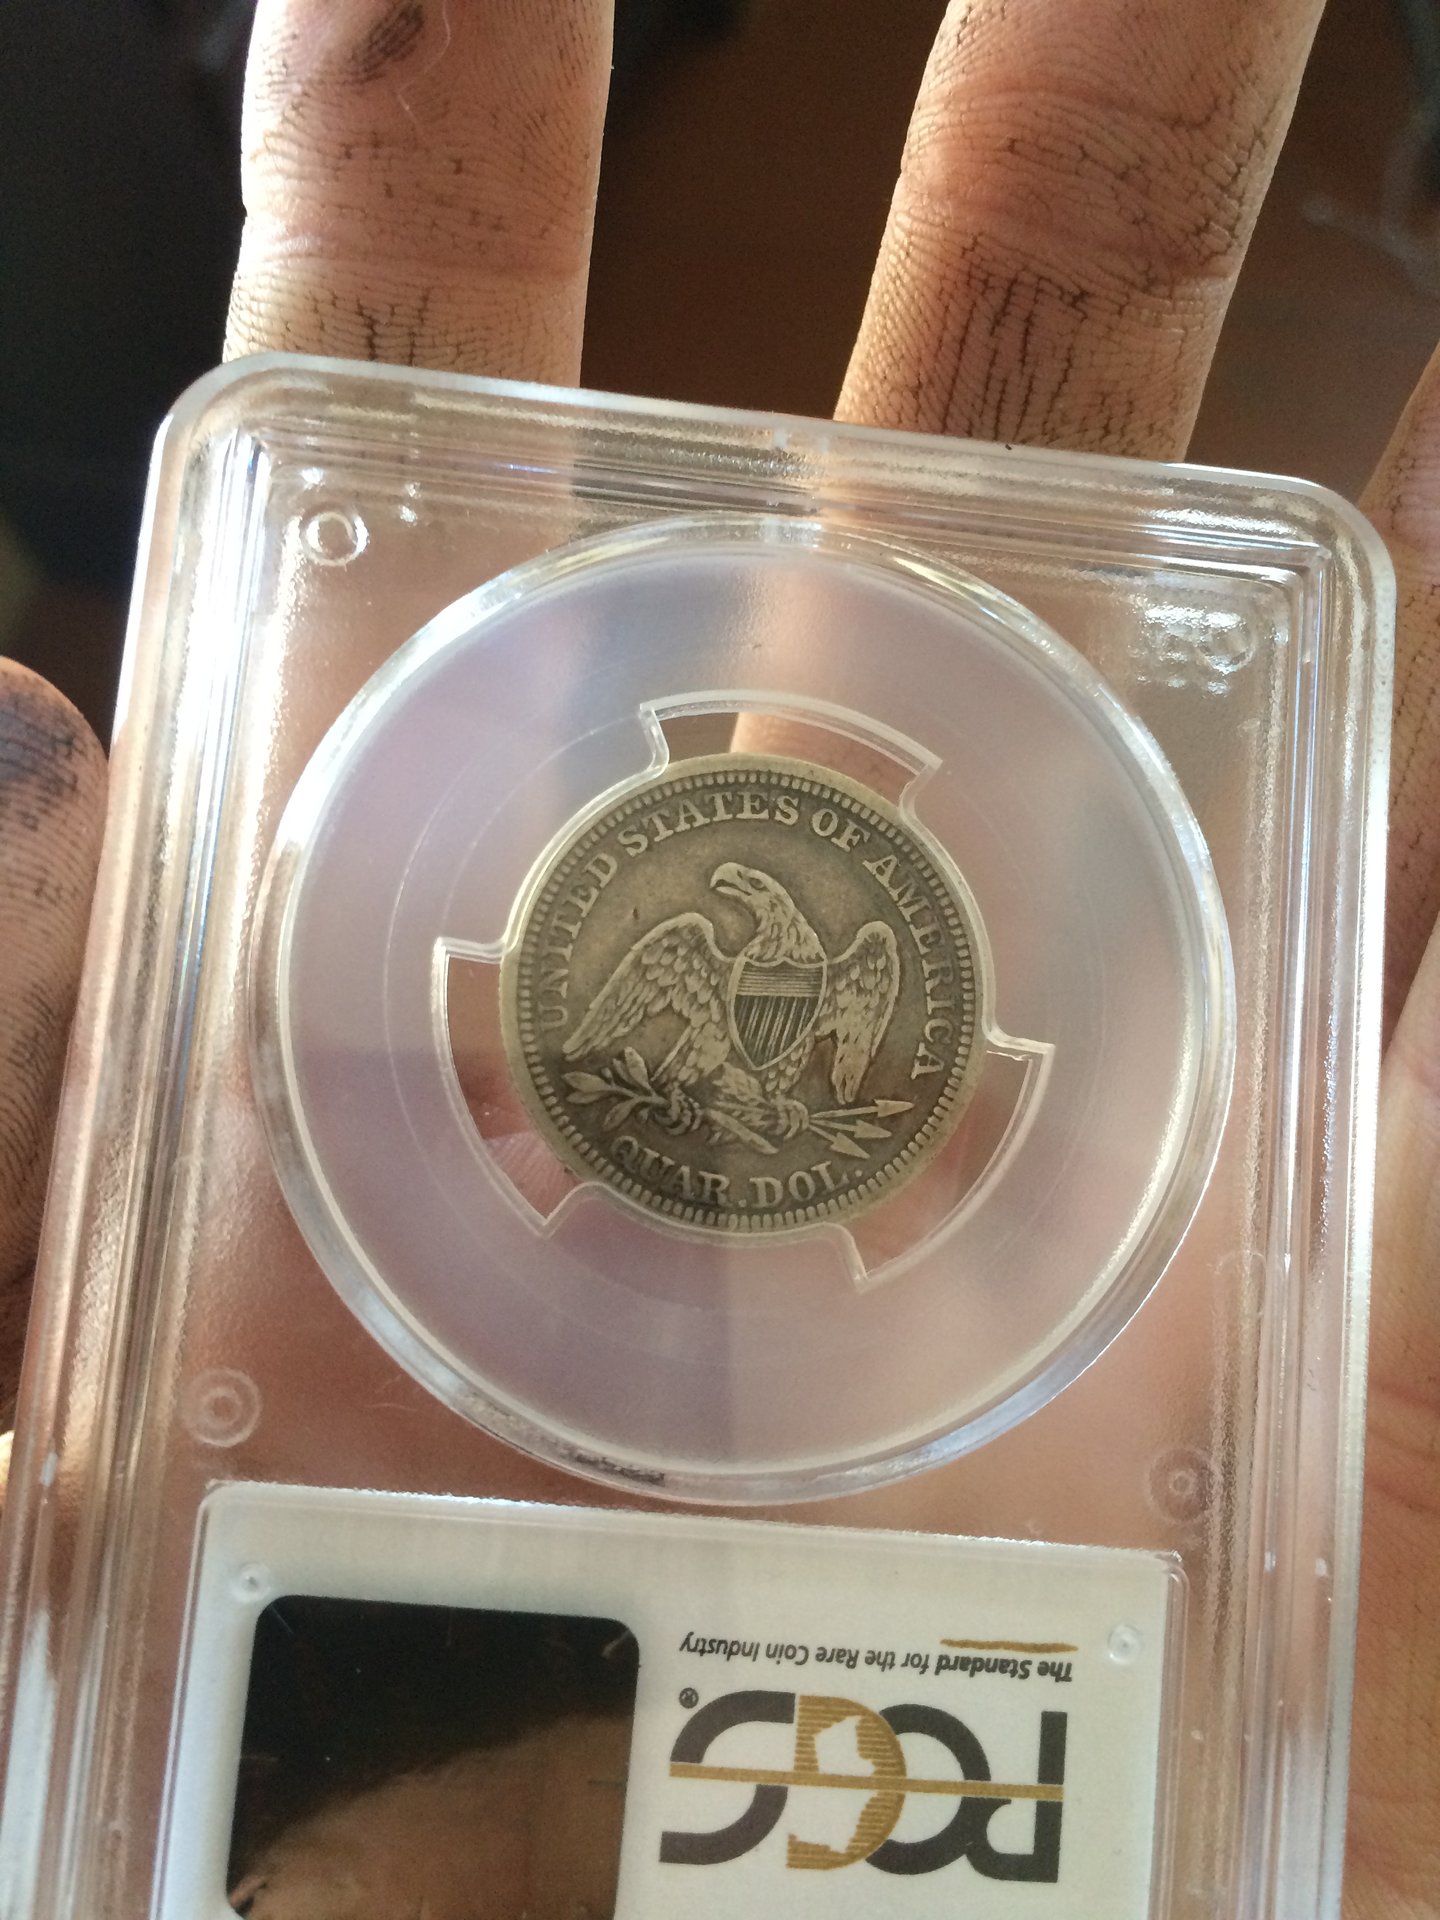 UNITED STATES OF AMERICA
QUAR. DOL.
PCGS®
The Standard for the Rare Coin Industry